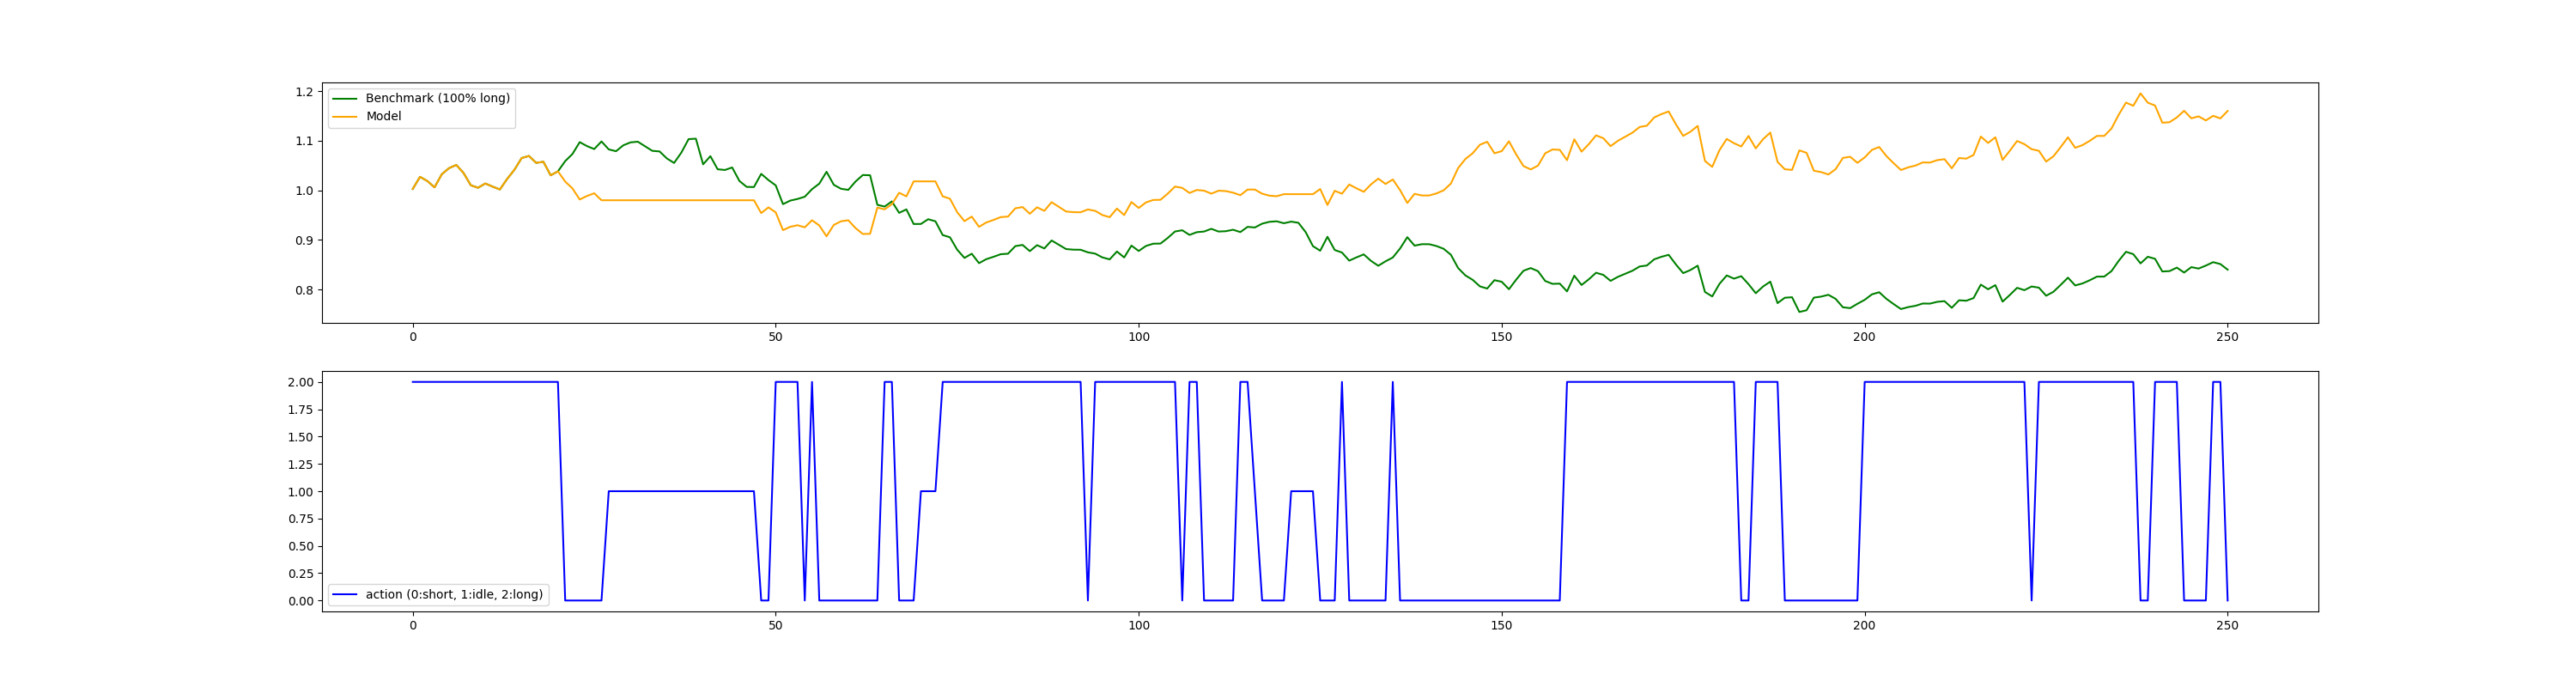 1.2
1.1
1.0
0.9
0.8
Benchmark (100% long)
Model
0 50 100 150 200 250
2.00
1.75
1.50
1.25
1.00
0.75
0.50
0.25
0.00
action (0:short, 1:idle, 2:long)
0 50 100 150 200 250